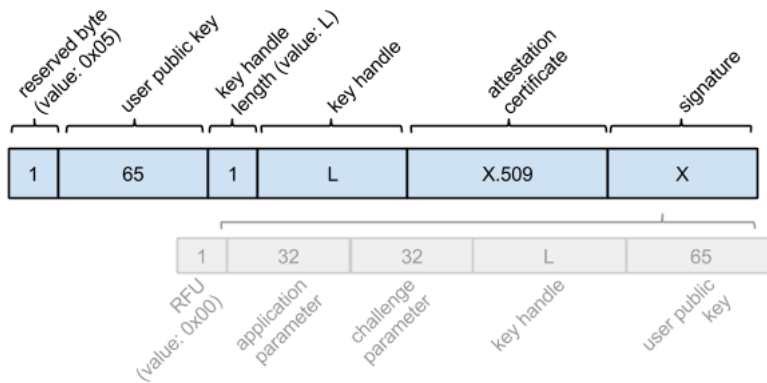 reserved byte
(value: 0x05)
user public key
key handle
length (value: L)
key handle
attestation
certificate
signature
1
65
1
L
X.509
X
1
32
32
L
65
RFU
(value: 0x00)
application
parameter
challenge
parameter
key handle
user public
key